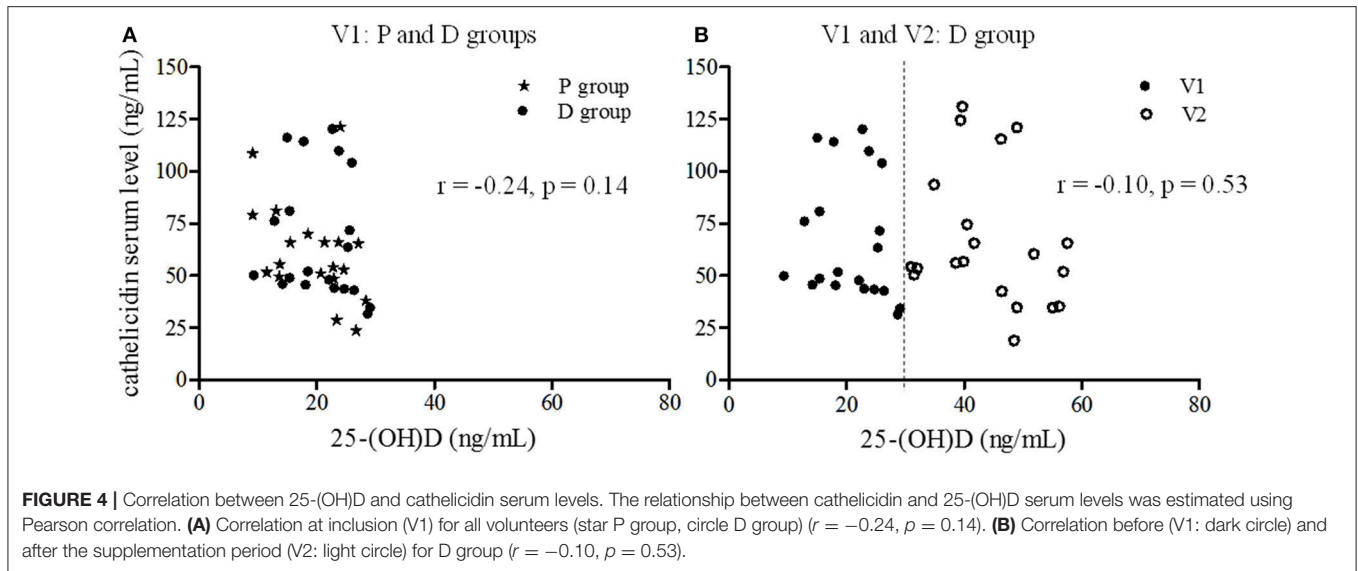 A
V1: P and D groups
150
125
100
75
50
25
0
cathelicidin serum level (ng/mL)
P group
D group
r = -0.24, p = 0.14
0
20
40
60
80
25-(OH)D (ng/mL)
B
V1 and V2: D group
150
125
100
75
50
25
0
V1
V2
r = -0.10, p = 0.53
0
20
40
60
80
25-(OH)D (ng/mL)
FIGURE 4 | Correlation between 25-(OH)D and cathelicidin serum levels. The relationship between cathelicidin and 25-(OH)D serum levels was estimated using
Pearson correlation. (A) Correlation at inclusion (V1) for all volunteers (star P group, circle D group) (r = −0.24, p = 0.14). (B) Correlation before (V1: dark circle) and
after the supplementation period (V2: light circle) for D group (r = −0.10, p = 0.53).